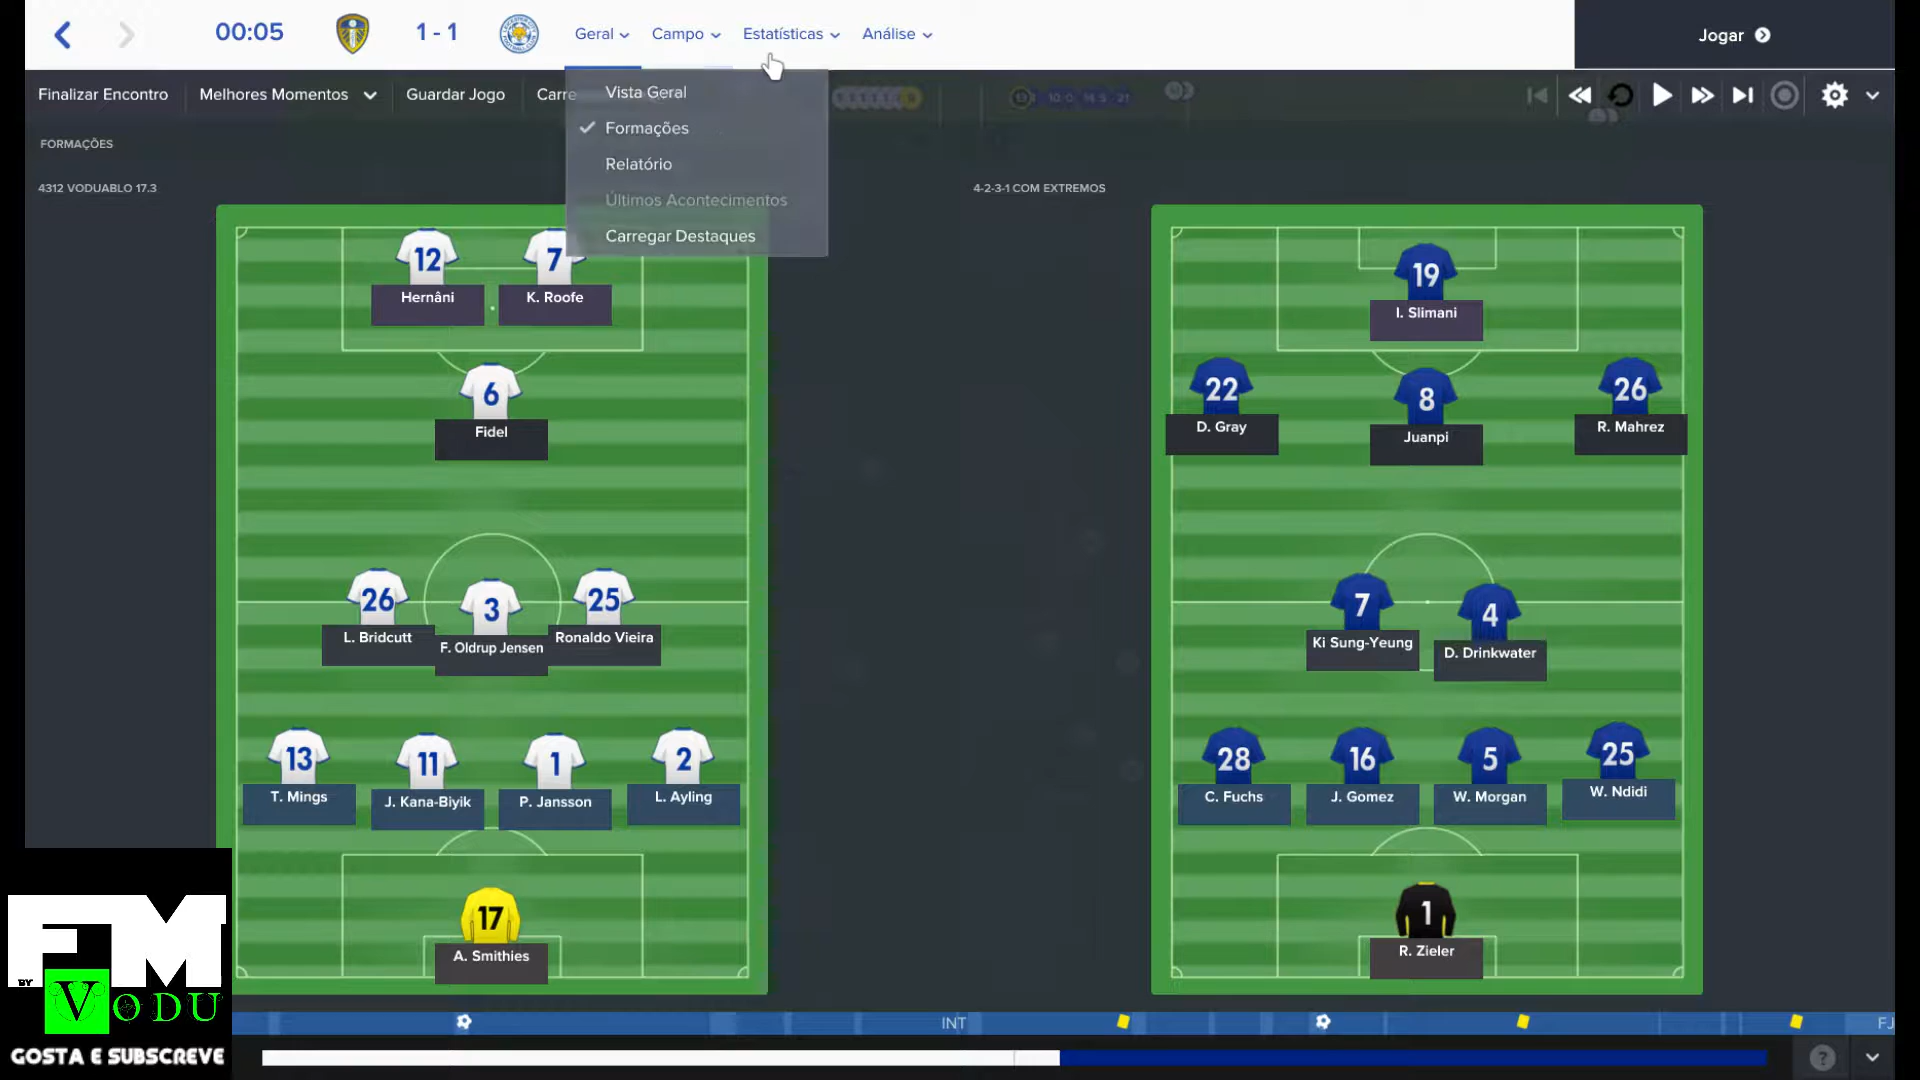 00:05
1 - 1
Geral
Campo
Estatísticas
Análise
Jogar
Finalizar Encontro
Melhores Momentos
Guardar Jogo
Carre
Vista Geral
Formações
Relatório
Últimos Acontecimentos
Carregar Destaques
FORMAÇÕES
4312 VODUABLO 17.3
4-2-3-1 COM EXTREMOS
12
7
Hernâni
K. Roofe
6
Fidel
26
3
25
L. Bridcutt
F. Oldrup Jensen
Ronaldo Vieira
13
11
1
2
T. Mings
J. Kana-Biyik
P. Jansson
L. Ayling
17
A. Smithies
19
I. Slimani
22
8
26
D. Gray
Juanpi
R. Mahrez
7
4
Ki Sung-Yeung
D. Drinkwater
28
16
5
25
C. Fuchs
J. Gomez
W. Morgan
W. Ndidi
1
R. Zieler
INT
FJ
FM
BY
VODU
GOSTA E SUBSCREVE
?